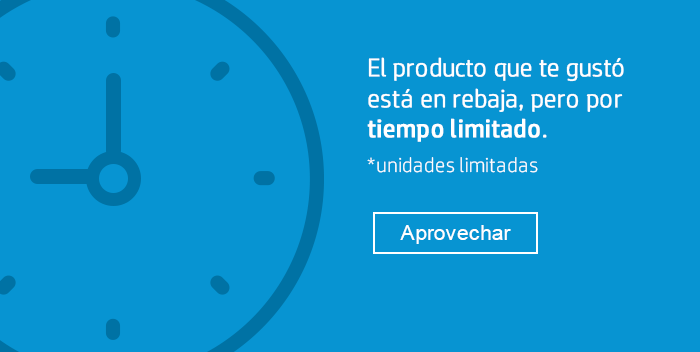 El producto que te gustó
está en rebaja, pero por
tiempo limitado.
*unidades limitadas
Aprovechar